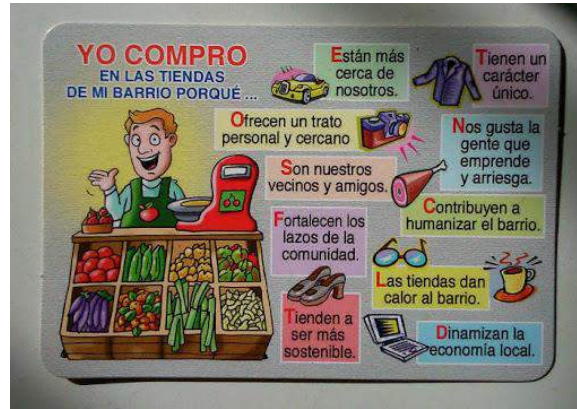 YO COMPRO
EN LAS TIENDAS
DE MI BARRIO PORQUÉ ...
Están más
cerca de
nosotros.
Tienen un
carácter
único.
Ofrecen un trato
personal y cercano
Nos gusta la
gente que
emprende
y arriesga.
Son nuestros
vecinos y amigos.
Contribuyen a
humanizar el barrio.
Fortalecen los
lazos de la
comunidad.
Las tiendas dan
calor al barrio.
Tienden a
ser más
sostenible.
Dinamizan la
economía local.